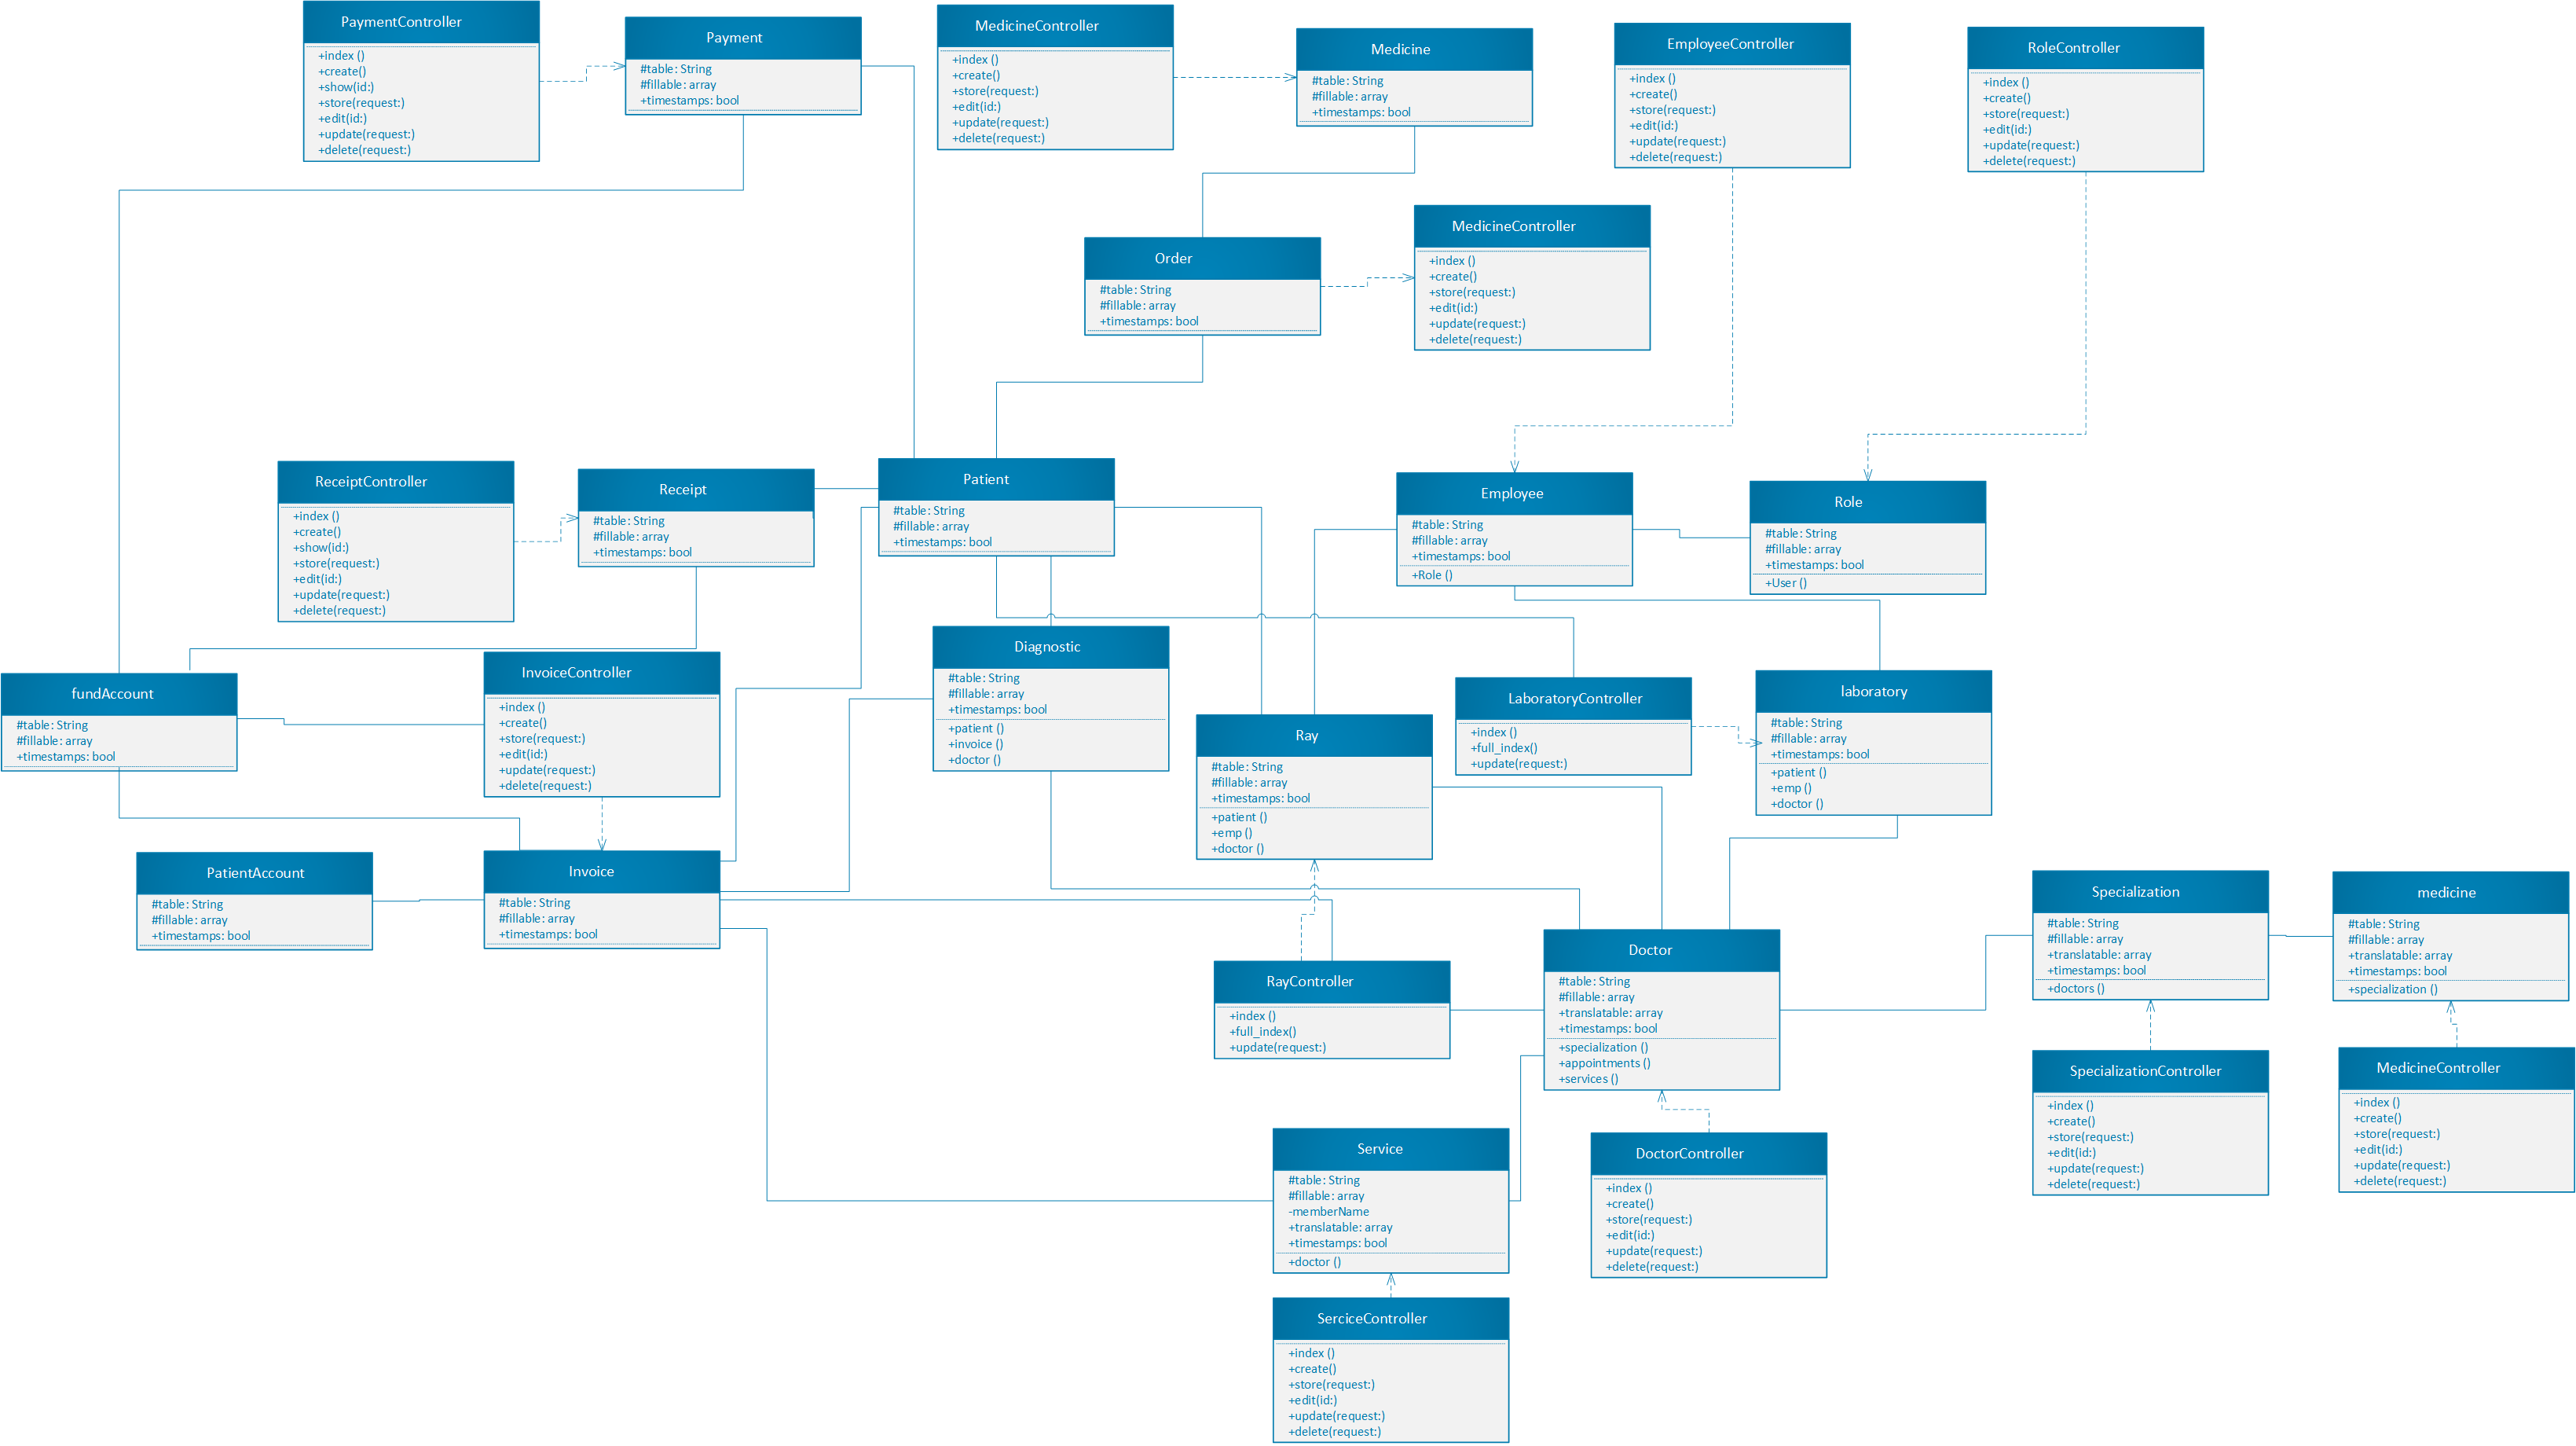 PaymentController
+index ()
+create()
+show(id:)
+store(request:)
+edit(id:)
+update(request:)
+delete(request:)
Payment
#table: String
#fillable: array
+timestamps: bool
MedicineController
+index ()
+create()
+store(request:)
+edit(id:)
+update(request:)
+delete(request:)
Medicine
#table: String
#fillable: array
+timestamps: bool
EmployeeController
+index ()
+create()
+store(request:)
+edit(id:)
+update(request:)
+delete(request:)
RoleController
+index ()
+create()
+store(request:)
+edit(id:)
+update(request:)
+delete(request:)
Order
#table: String
#fillable: array
+timestamps: bool
MedicineController
+index ()
+create()
+store(request:)
+edit(id:)
+update(request:)
+delete(request:)
ReceiptController
+index ()
+create()
+show(id:)
+store(request:)
+edit(id:)
+update(request:)
+delete(request:)
Receipt
#table: String
#fillable: array
+timestamps: bool
Patient
#table: String
#fillable: array
+timestamps: bool
Employee
#table: String
#fillable: array
+timestamps: bool
+Role ()
Role
#table: String
#fillable: array
+timestamps: bool
+User ()
fundAccount
#table: String
#fillable: array
+timestamps: bool
InvoiceController
+index ()
+create()
+store(request:)
+edit(id:)
+update(request:)
+delete(request:)
Diagnostic
#table: String
#fillable: array
+timestamps: bool
+patient ()
+invoice ()
+doctor ()
Ray
#table: String
#fillable: array
+timestamps: bool
+patient ()
+emp ()
+doctor ()
LaboratoryController
+index ()
+full_index()
+update(request:)
laboratory
#table: String
#fillable: array
+timestamps: bool
+patient ()
+emp ()
+doctor ()
PatientAccount
#table: String
#fillable: array
+timestamps: bool
Invoice
#table: String
#fillable: array
+timestamps: bool
RayController
+index ()
+full_index()
+update(request:)
Doctor
#table: String
#fillable: array
+translatable: array
+timestamps: bool
+specialization ()
+appointments ()
+services ()
Specialization
#table: String
#fillable: array
+translatable: array
+timestamps: bool
+doctors ()
medicine
#table: String
#fillable: array
+translatable: array
+timestamps: bool
+specialization ()
SpecializationController
+index ()
+create()
+store(request:)
+edit(id:)
+update(request:)
+delete(request:)
MedicineController
+index ()
+create()
+store(request:)
+edit(id:)
+update(request:)
+delete(request:)
Service
#table: String
#fillable: array
-memberName
+translatable: array
+timestamps: bool
+doctor ()
DoctorController
+index ()
+create()
+store(request:)
+edit(id:)
+update(request:)
+delete(request:)
SerciceController
+index ()
+create()
+store(request:)
+edit(id:)
+update(request:)
+delete(request:)